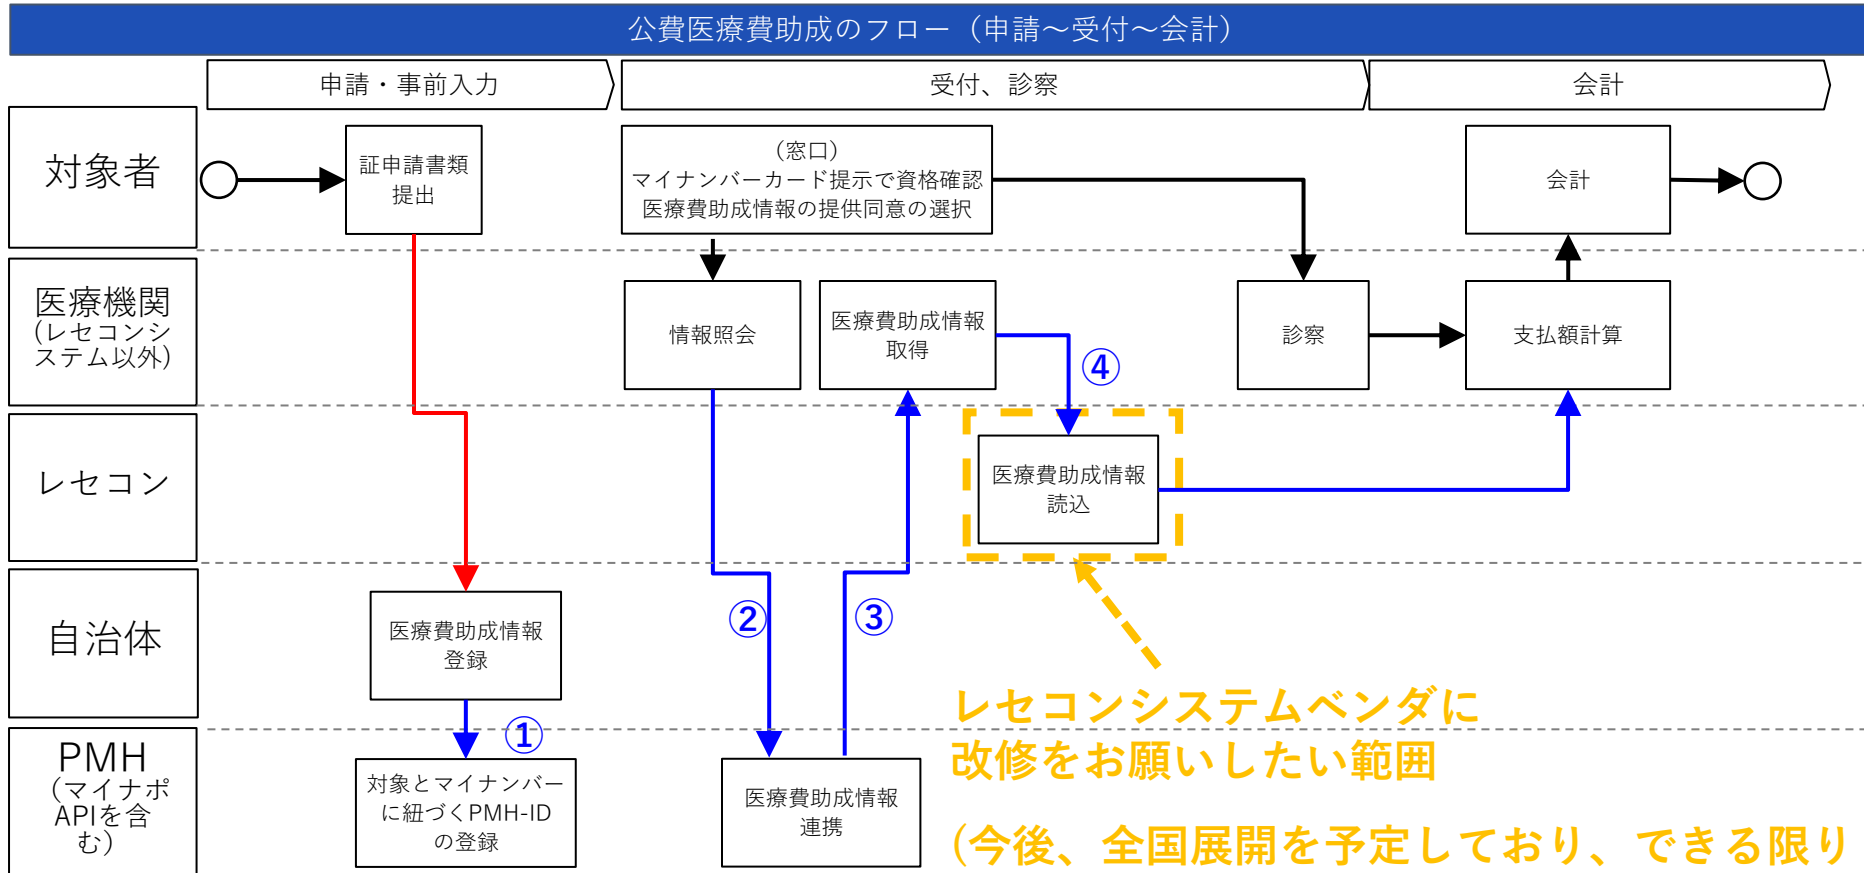 公費医療費助成のフロー（申請～受付～会計）
申請・事前入力
受付、診察
会計
対象者
証申請書類
提出
（窓口）
マイナンバーカード提示で資格確認
医療費助成情報の提供同意の選択
会計
医療機関
(レセコンシ
ステム以外)
情報照会
医療費助成情報
取得
④
診察
支払額計算
レセコン
医療費助成情報
読込
自治体
医療費助成情報
登録
②
③
①
レセコンシステムベンダに
改修をお願いしたい範囲
(今後、全国展開を予定しており、できる限り
PMH
（マイナポ
APIを含
む）
対象とマイナンバー
に紐づくPMH-ID
の登録
医療費助成情報
連携